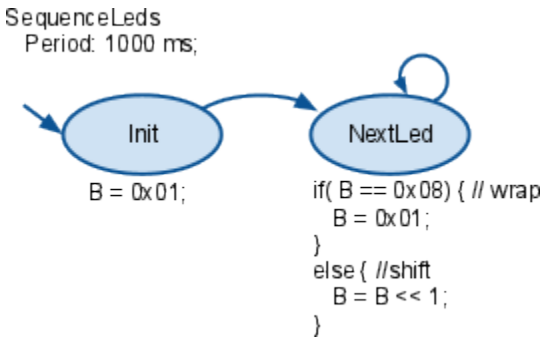 SequenceLeds
Period: 1000 ms;
Init
NextLed
B = 0x01;
if( B == 0x08) { // wrap
B = 0x01;
}
else { //shift
B = B << 1;
}